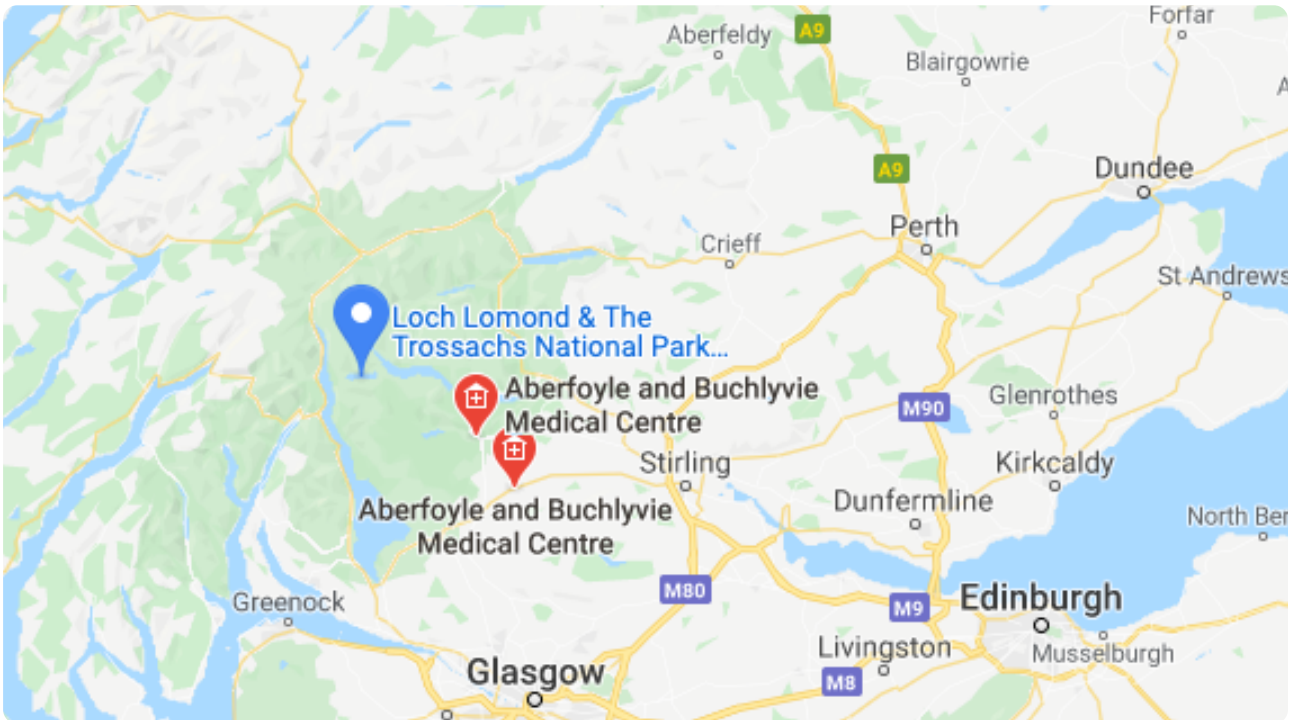 Forfar
Aberfeldy
A9
Blairgowrie
A9
Dundee
Perth
Crieff
St Andrews
Loch Lomond & The
Trossachs National Park...
Aberfoyle and Buchlyvie
Medical Centre
Glenrothes
M90
Stirling
Kirkcaldy
Dunfermline
Aberfoyle and Buchlyvie
Medical Centre
North Ber
M80
Greenock
M9
Edinburgh
Livingston
Musselburgh
Glasgow
M8